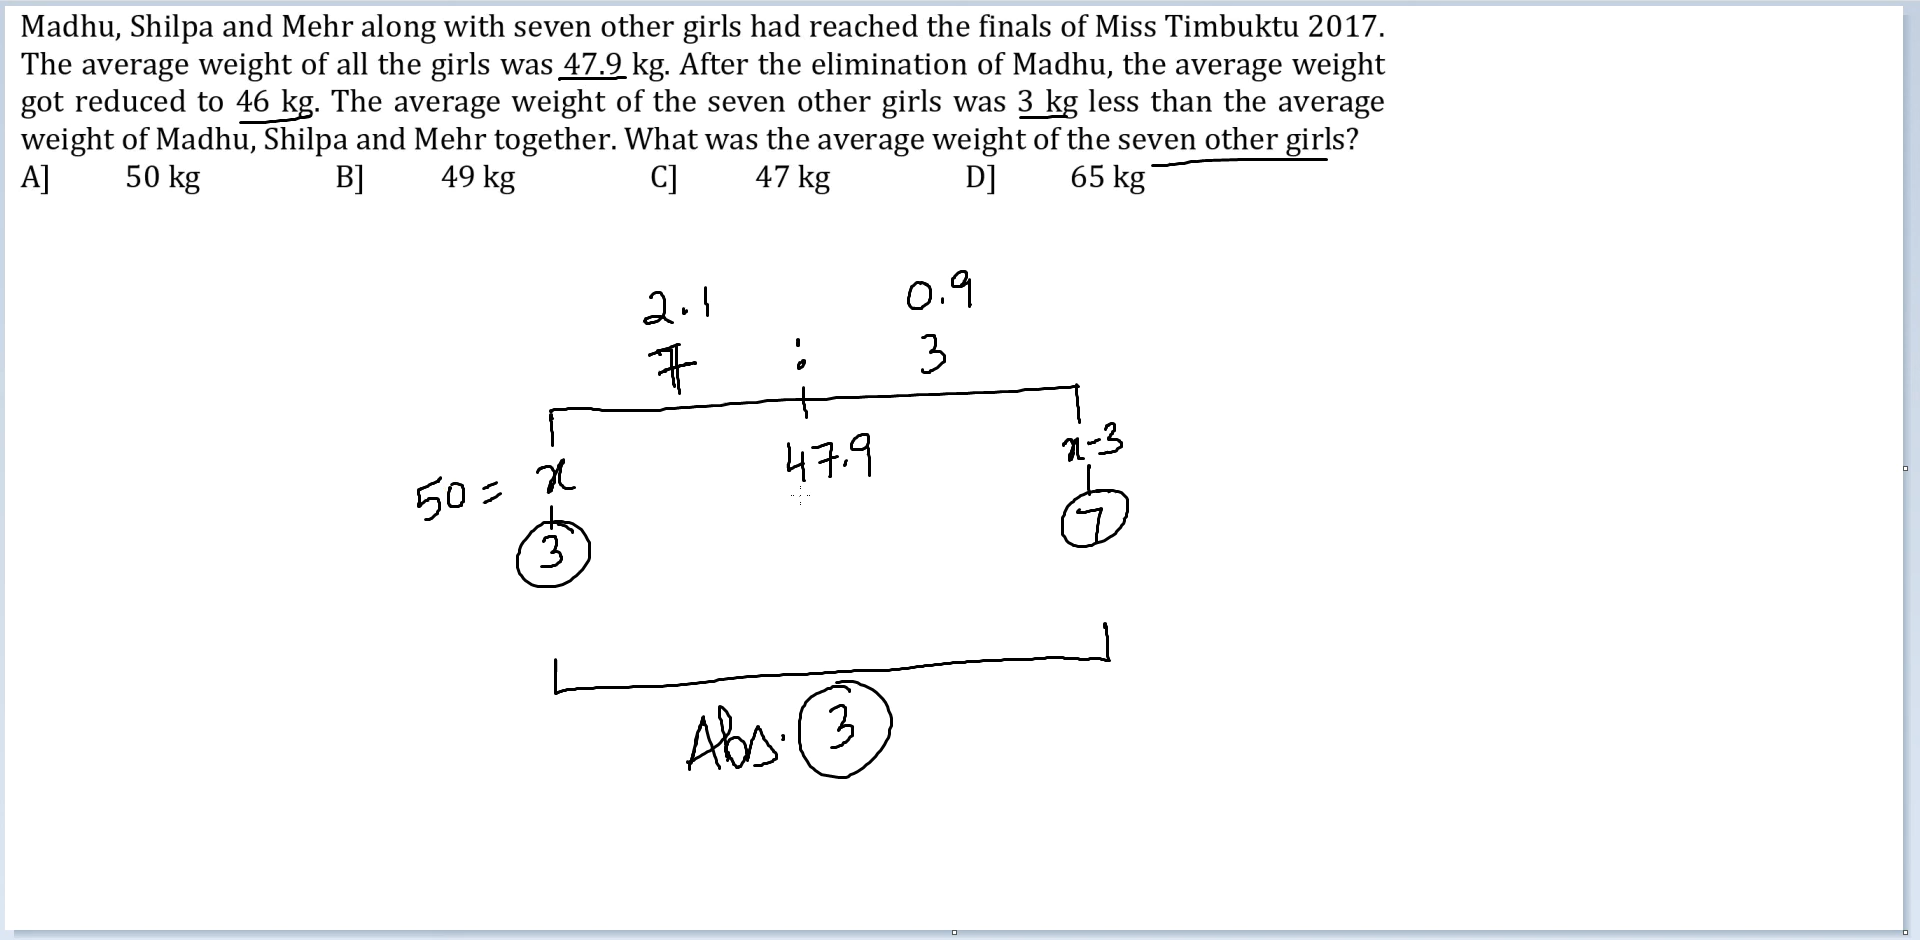 Madhu, Shilpa and Mehr along with seven other girls had reached the finals of Miss Timbuktu 2017.
The average weight of all the girls was 47.9 kg. After the elimination of Madhu, the average weight
got reduced to 46 kg. The average weight of the seven other girls was 3 kg less than the average
weight of Madhu, Shilpa and Mehr together. What was the average weight of the seven other girls?
A] 50 kg B] 49 kg C] 47 kg D] 65 kg
2.1 0.9
7 : 3
47.9 x-3
50 = x
3 7
Abs. 3